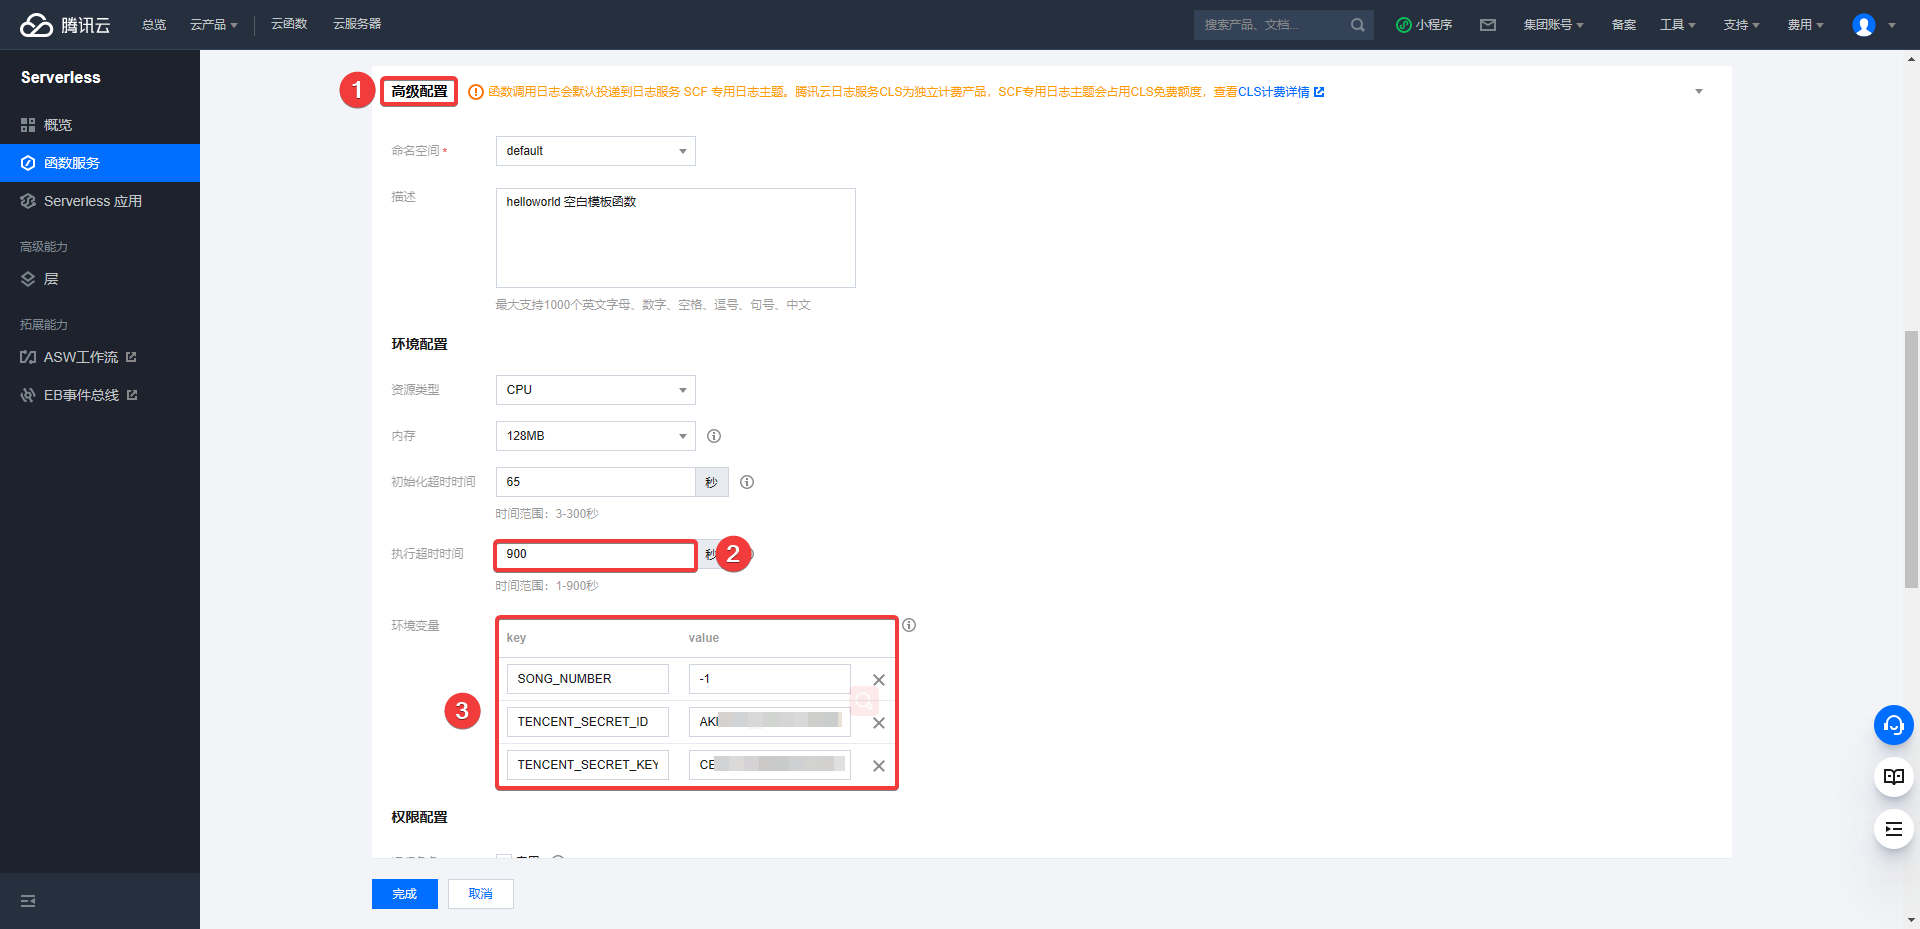 腾讯云
总览
云产品
云函数
云服务器
搜索产品、文档...
小程序
集团账号
备案
工具
支持
费用
Serverless
概览
函数服务
Serverless 应用
高级能力
层
拓展能力
ASW工作流
EB事件总线
1
高级配置
函数调用日志会默认投递到日志服务 SCF 专用日志主题。腾讯云日志服务CLS为独立计费产品，SCF专用日志主题会占用CLS免费额度，查看CLS计费详情
命名空间 *
default
描述
helloworld 空白模板函数
最大支持1000个英文字母、数字、空格、逗号、句号、中文
环境配置
资源类型
CPU
内存
128MB
初始化超时时间
65
秒
时间范围：3-300秒
执行超时时间
900
秒
2
时间范围：1-900秒
环境变量
key
value
SONG_NUMBER
-1
3
TENCENT_SECRET_ID
AKI
TENCENT_SECRET_KEY
CE
权限配置
完成
取消